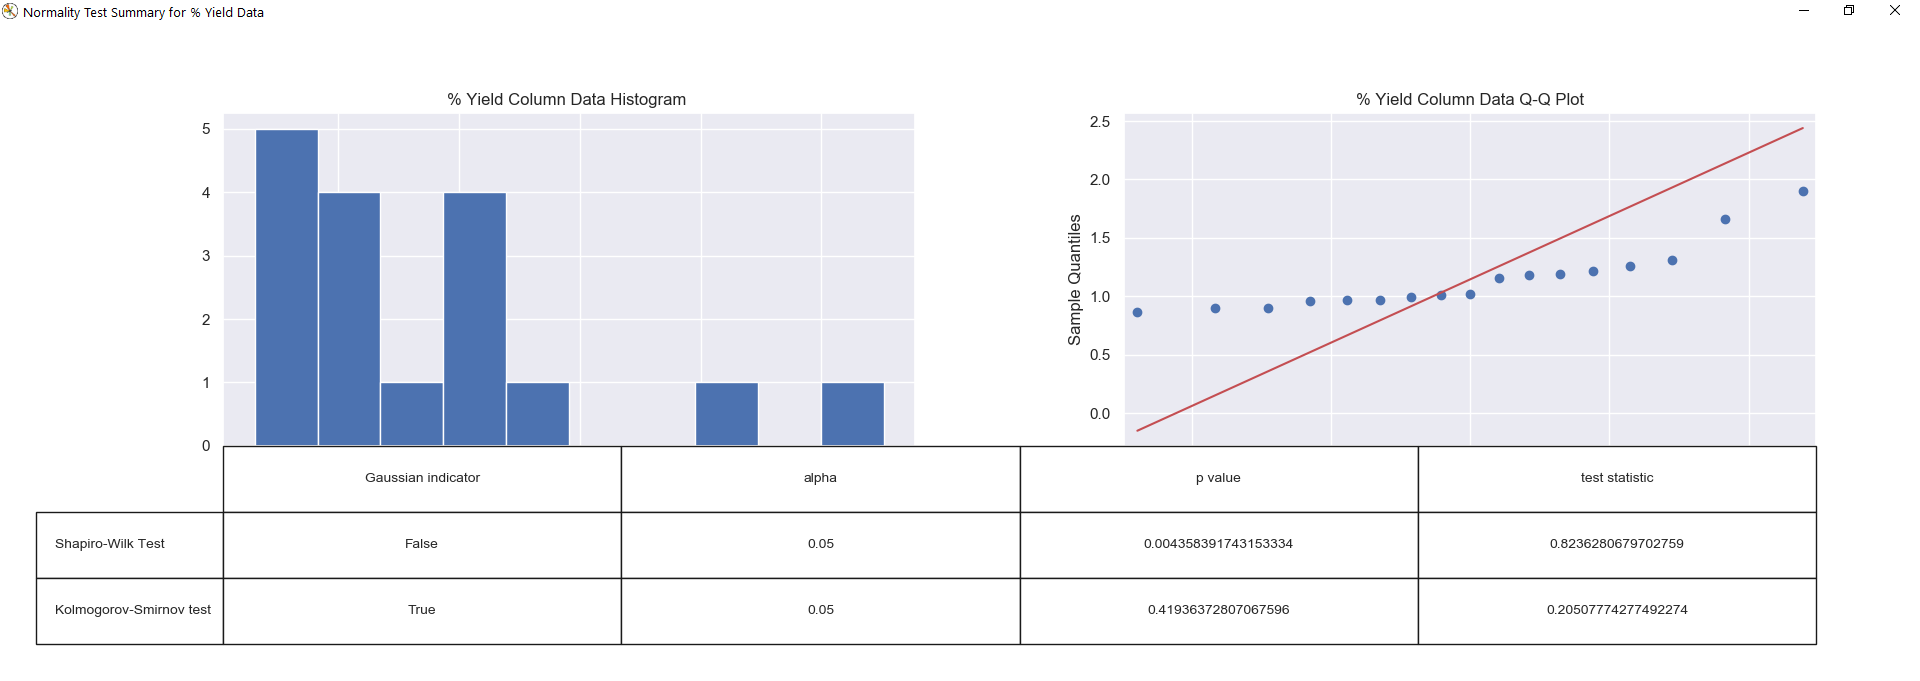 Normality Test Summary for % Yield Data
% Yield Column Data Histogram
5
4
3
2
1
0
% Yield Column Data Q-Q Plot
Sample Quantiles
2.5
2.0
1.5
1.0
0.5
0.0
Gaussian indicator alpha p value test statistic
Shapiro-Wilk Test False 0.05 0.004358391743153334 0.8236280679702759
Kolmogorov-Smirnov test True 0.05 0.41936372807067596 0.20507774277492274